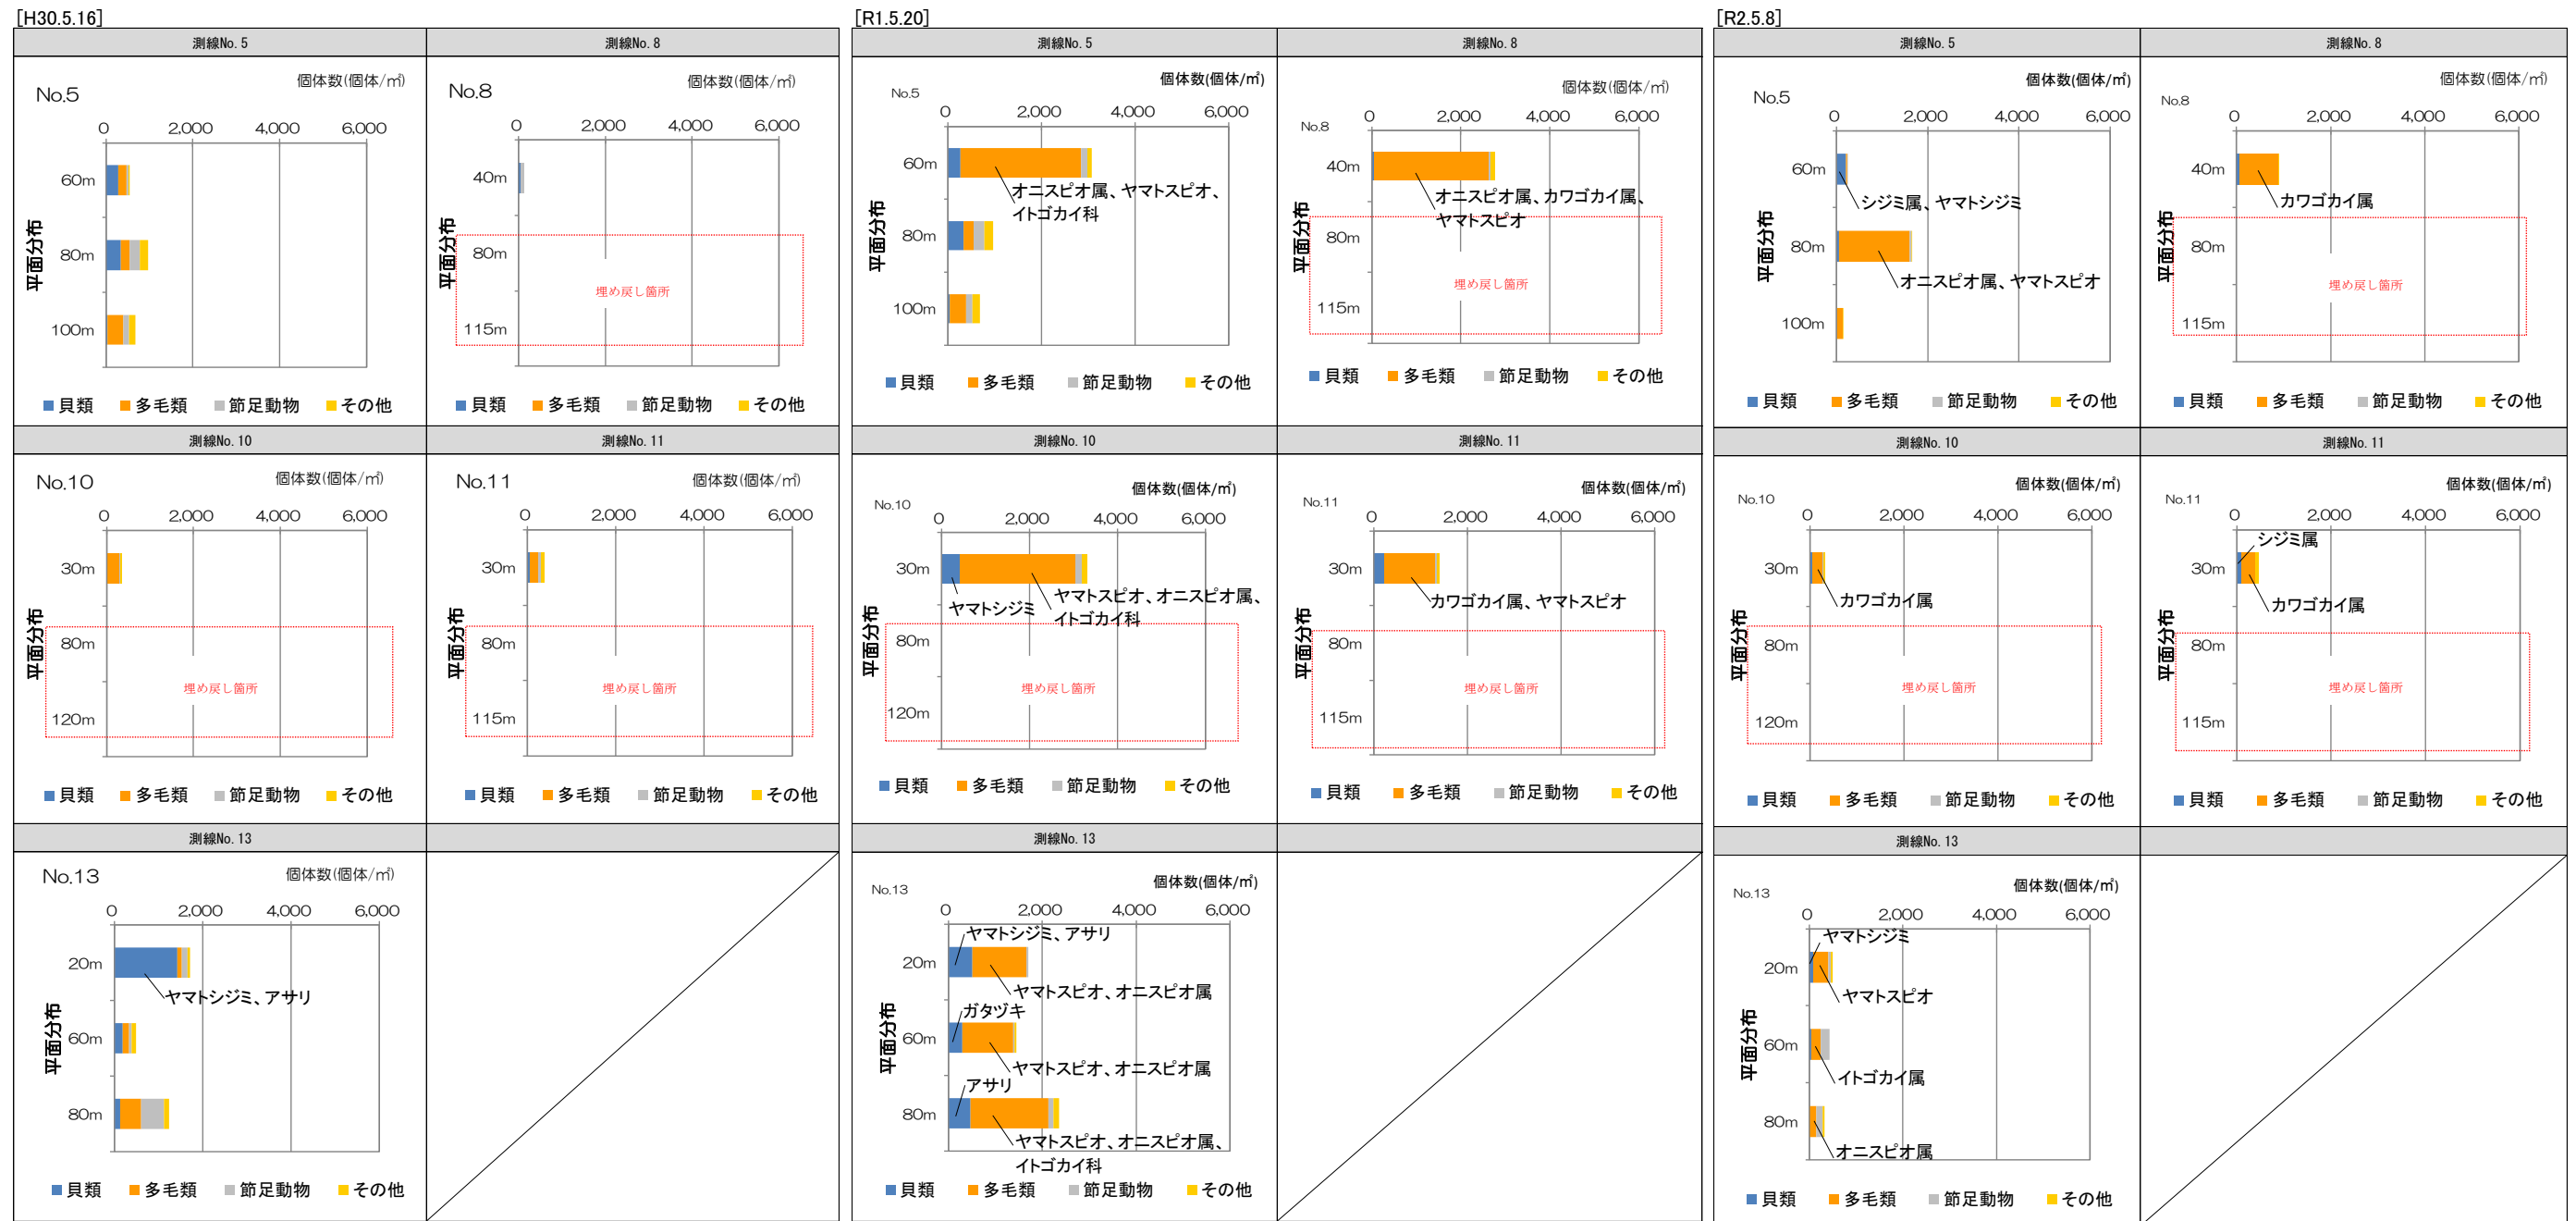 [H30.5.16]
測線No. 5
測線No. 8
No.5
個体数(個体/㎡)
0 2,000 4,000 6,000
60m
80m
100m
平面分布
貝類 多毛類 節足動物 その他
No.8
個体数(個体/㎡)
0 2,000 4,000 6,000
40m
80m
埋め戻し箇所
115m
平面分布
貝類 多毛類 節足動物 その他
測線No. 10
測線No. 11
No.10
個体数(個体/㎡)
0 2,000 4,000 6,000
30m
80m
埋め戻し箇所
120m
平面分布
貝類 多毛類 節足動物 その他
No.11
個体数(個体/㎡)
0 2,000 4,000 6,000
30m
80m
埋め戻し箇所
115m
平面分布
貝類 多毛類 節足動物 その他
測線No. 13
No.13
個体数(個体/㎡)
0 2,000 4,000 6,000
20m
ヤマトシジミ、アサリ
60m
80m
平面分布
貝類 多毛類 節足動物 その他
[R1.5.20]
測線No. 5
測線No. 8
No.5
個体数(個体/㎡)
0 2,000 4,000 6,000
60m
オニスピオ属、ヤマトスピオ、
イトゴカイ科
80m
100m
平面分布
貝類 多毛類 節足動物 その他
No.8
個体数(個体/㎡)
0 2,000 4,000 6,000
40m
オニスピオ属、カワゴカイ属、
ヤマトスピオ
80m
埋め戻し箇所
115m
平面分布
貝類 多毛類 節足動物 その他
測線No. 10
測線No. 11
No.10
個体数(個体/㎡)
0 2,000 4,000 6,000
30m
ヤマトシジミ
ヤマトスピオ、オニスピオ属、
イトゴカイ科
80m
埋め戻し箇所
120m
平面分布
貝類 多毛類 節足動物 その他
No.11
個体数(個体/㎡)
0 2,000 4,000 6,000
30m
カワゴカイ属、ヤマトスピオ
80m
埋め戻し箇所
115m
平面分布
貝類 多毛類 節足動物 その他
測線No. 13
No.13
個体数(個体/㎡)
0 2,000 4,000 6,000
ヤマトシジミ、アサリ
20m
ヤマトスピオ、オニスピオ属
ガタヅキ
60m
ヤマトスピオ、オニスピオ属
アサリ
80m
ヤマトスピオ、オニスピオ属、
イトゴカイ科
平面分布
貝類 多毛類 節足動物 その他
[R2.5.8]
測線No. 5
測線No. 8
No.5
個体数(個体/㎡)
0 2,000 4,000 6,000
60m
シジミ属、ヤマトシジミ
80m
オニスピオ属、ヤマトスピオ
100m
平面分布
貝類 多毛類 節足動物 その他
No.8
個体数(個体/㎡)
0 2,000 4,000 6,000
40m
カワゴカイ属
80m
埋め戻し箇所
115m
平面分布
貝類 多毛類 節足動物 その他
測線No. 10
測線No. 11
No.10
個体数(個体/㎡)
0 2,000 4,000 6,000
30m
カワゴカイ属
80m
埋め戻し箇所
120m
平面分布
貝類 多毛類 節足動物 その他
No.11
個体数(個体/㎡)
0 2,000 4,000 6,000
シジミ属
30m
カワゴカイ属
80m
埋め戻し箇所
115m
平面分布
貝類 多毛類 節足動物 その他
測線No. 13
No.13
個体数(個体/㎡)
0 2,000 4,000 6,000
ヤマトシジミ
20m
ヤマトスピオ
60m
イトゴカイ属
80m
オニスピオ属
平面分布
貝類 多毛類 節足動物 その他